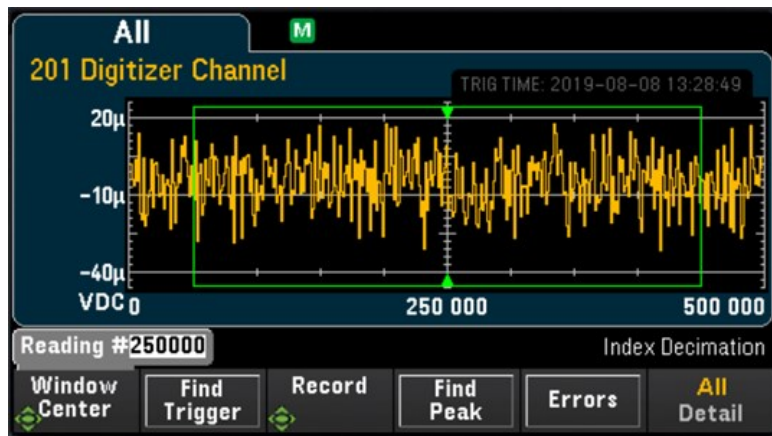 All
M
201 Digitizer Channel
TRIG TIME: 2019-08-08 13:28:49
20µ
-10µ
-40µ
VDC 0 250 000 500 000
Reading #250000
Index Decimation
Window Center
Find Trigger
Record
Find Peak
Errors
All
Detail